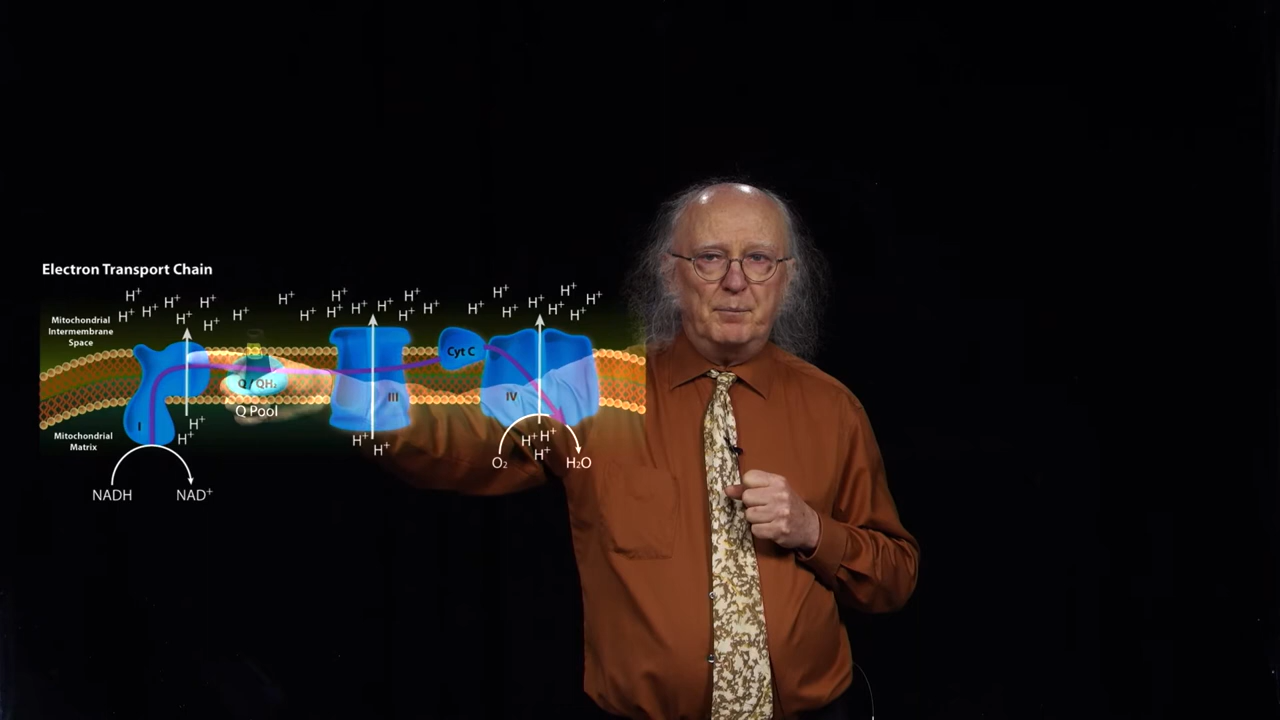 Electron Transport Chain
H⁺ H⁺ H⁺ H⁺ H⁺ H⁺ H⁺ H⁺ H⁺ H⁺ H⁺ H⁺ H⁺ H⁺ H⁺ H⁺ H⁺ H⁺ H⁺ H⁺ H⁺ H⁺ H⁺ H⁺ H⁺
Mitochondrial
Intermembrane
Space
Cyt C
Q / QH₂
Q Pool
I
III
IV
H⁺
H⁺
H⁺
H⁺
H⁺ H⁺
H⁺
Mitochondrial
Matrix
O₂
H₂O
NADH
NAD⁺